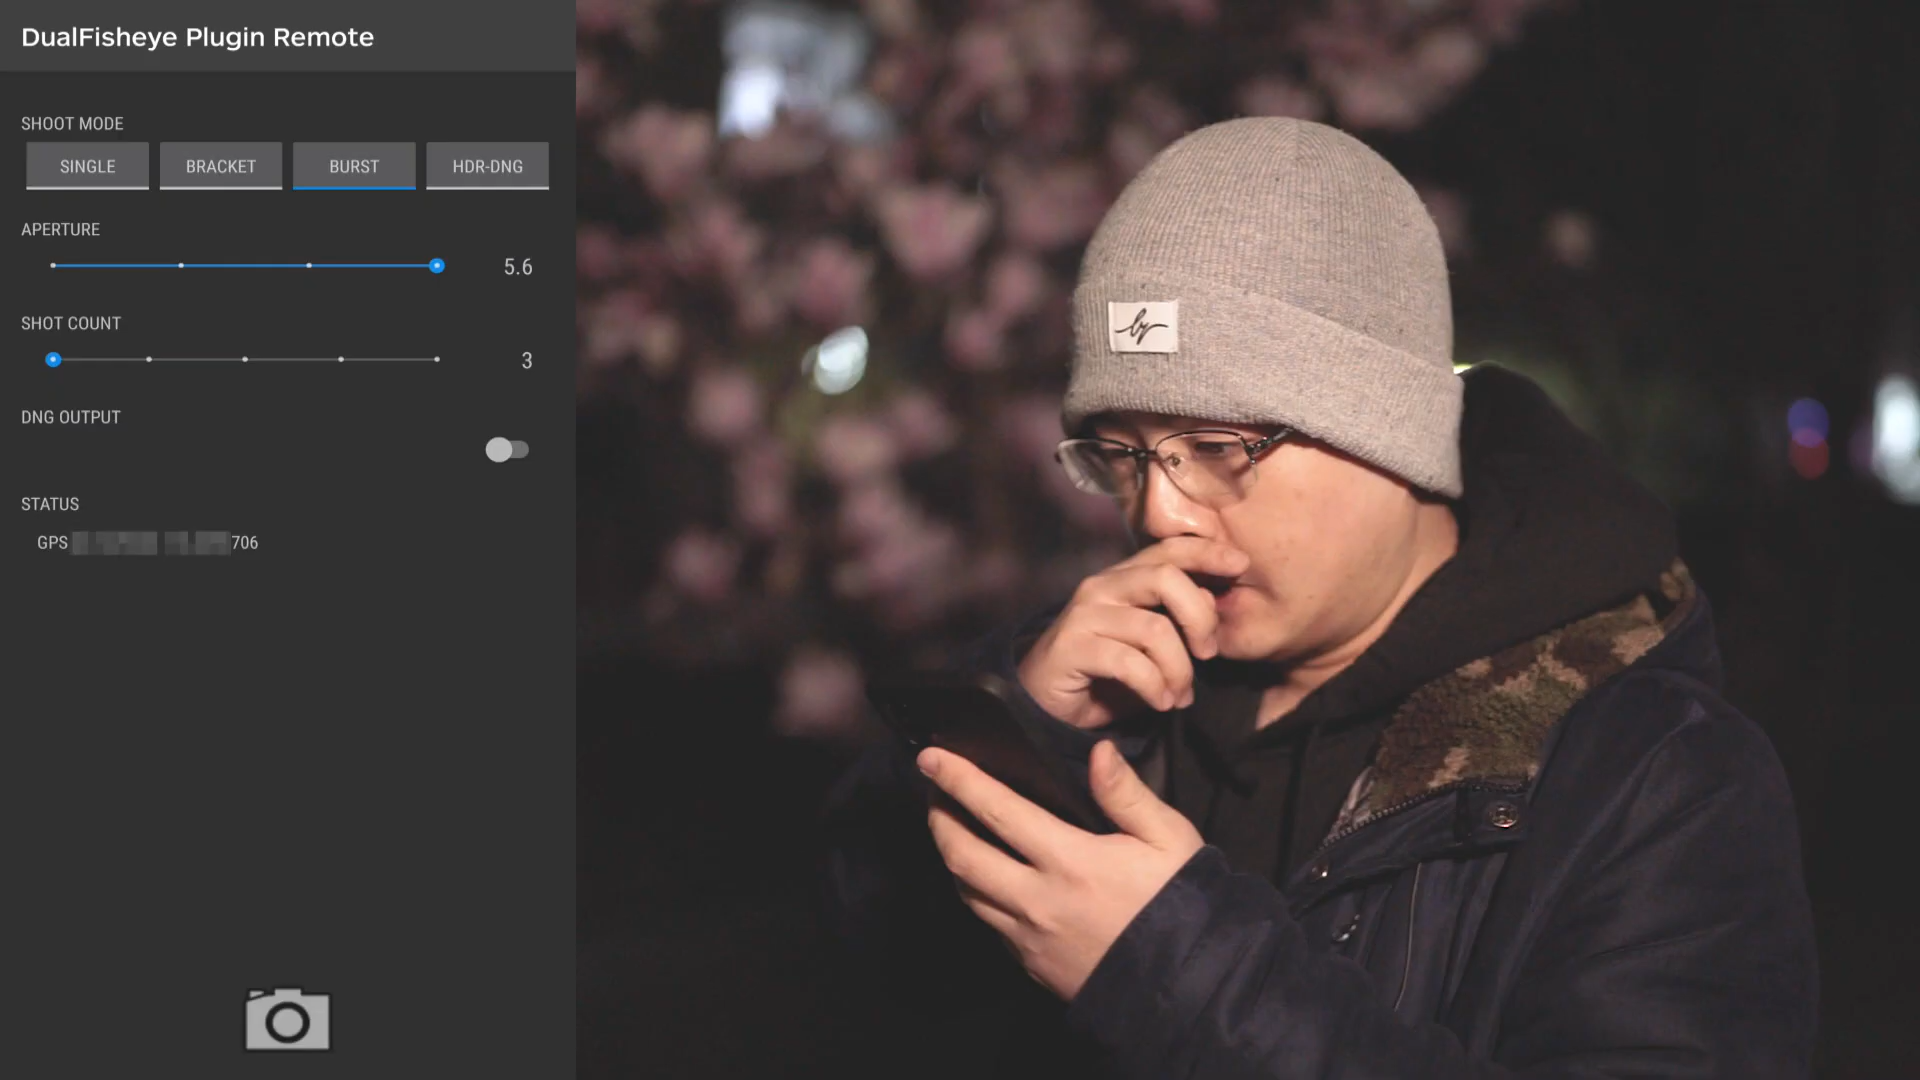 DualFisheye Plugin Remote
SHOOT MODE
SINGLE BRACKET BURST HDR-DNG
APERTURE
5.6
SHOT COUNT
3
DNG OUTPUT
STATUS
GPS 706
by